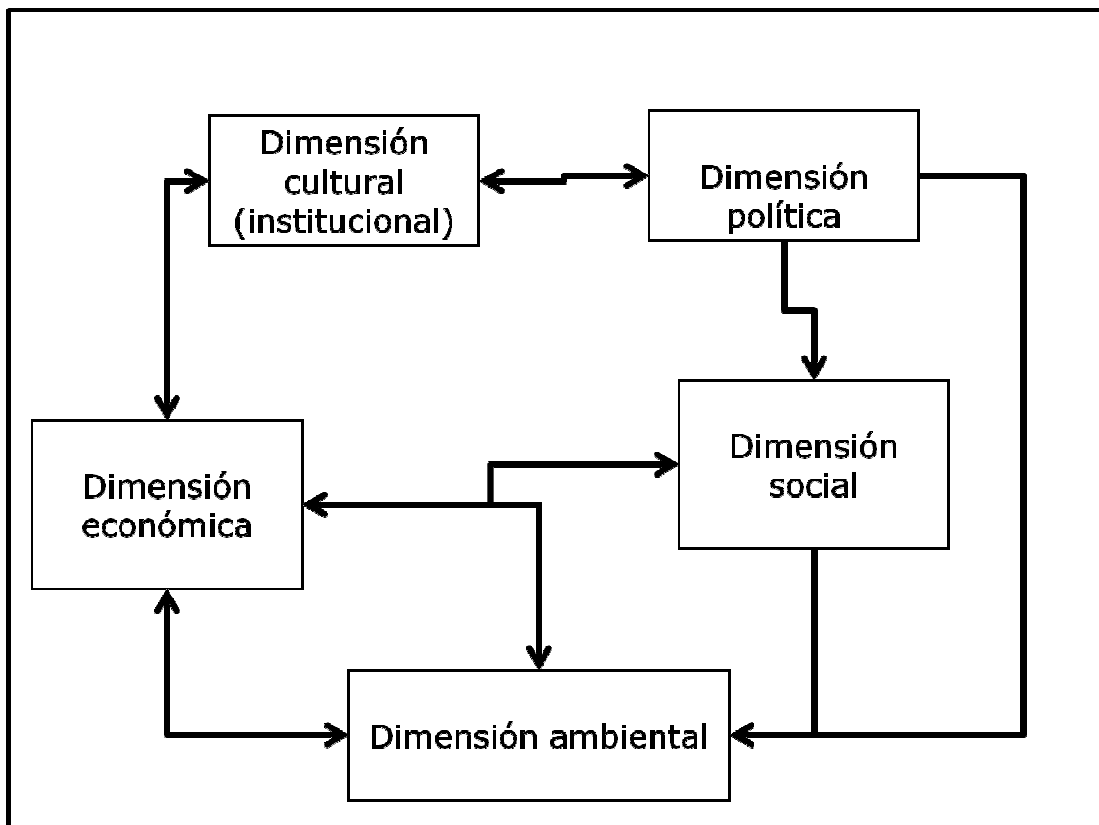 Dimensión
cultural
(institucional)
Dimensión
política
Dimensión
social
Dimensión
económica
Dimensión ambiental